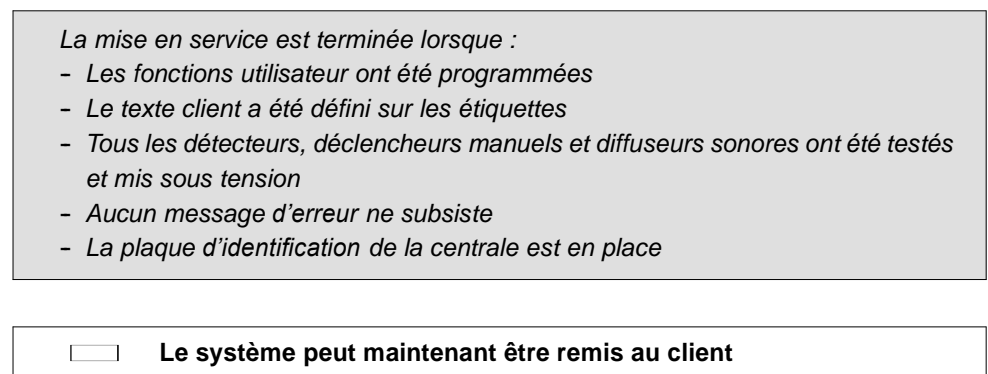 La mise en service est terminée lorsque :
- Les fonctions utilisateur ont été programmées
- Le texte client a été défini sur les étiquettes
- Tous les détecteurs, déclencheurs manuels et diffuseurs sonores ont été testés
et mis sous tension
- Aucun message d'erreur ne subsiste
- La plaque d'identification de la centrale est en place
Le système peut maintenant être remis au client